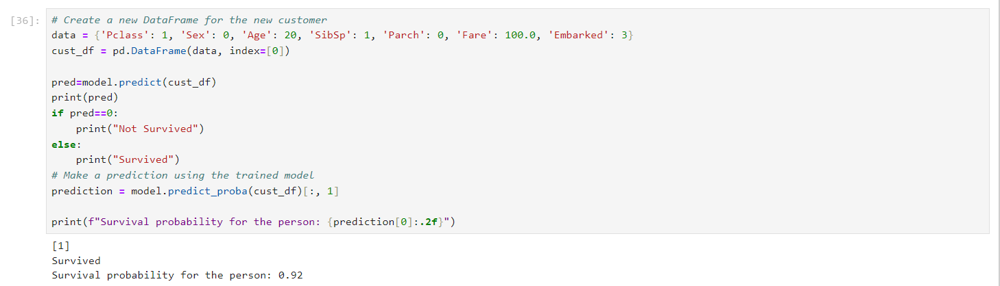 [36]:
# Create a new DataFrame for the new customer
data = {'Pclass': 1, 'Sex': 0, 'Age': 20, 'SibSp': 1, 'Parch': 0, 'Fare': 100.0, 'Embarked': 3}
cust_df = pd.DataFrame(data, index=[0])

pred=model.predict(cust_df)
print(pred)
if pred==0:
    print("Not Survived")
else:
    print("Survived")
# Make a prediction using the trained model
prediction = model.predict_proba(cust_df)[:, 1]

print(f"Survival probability for the person: {prediction[0]:.2f}")
[1]
Survived
Survival probability for the person: 0.92